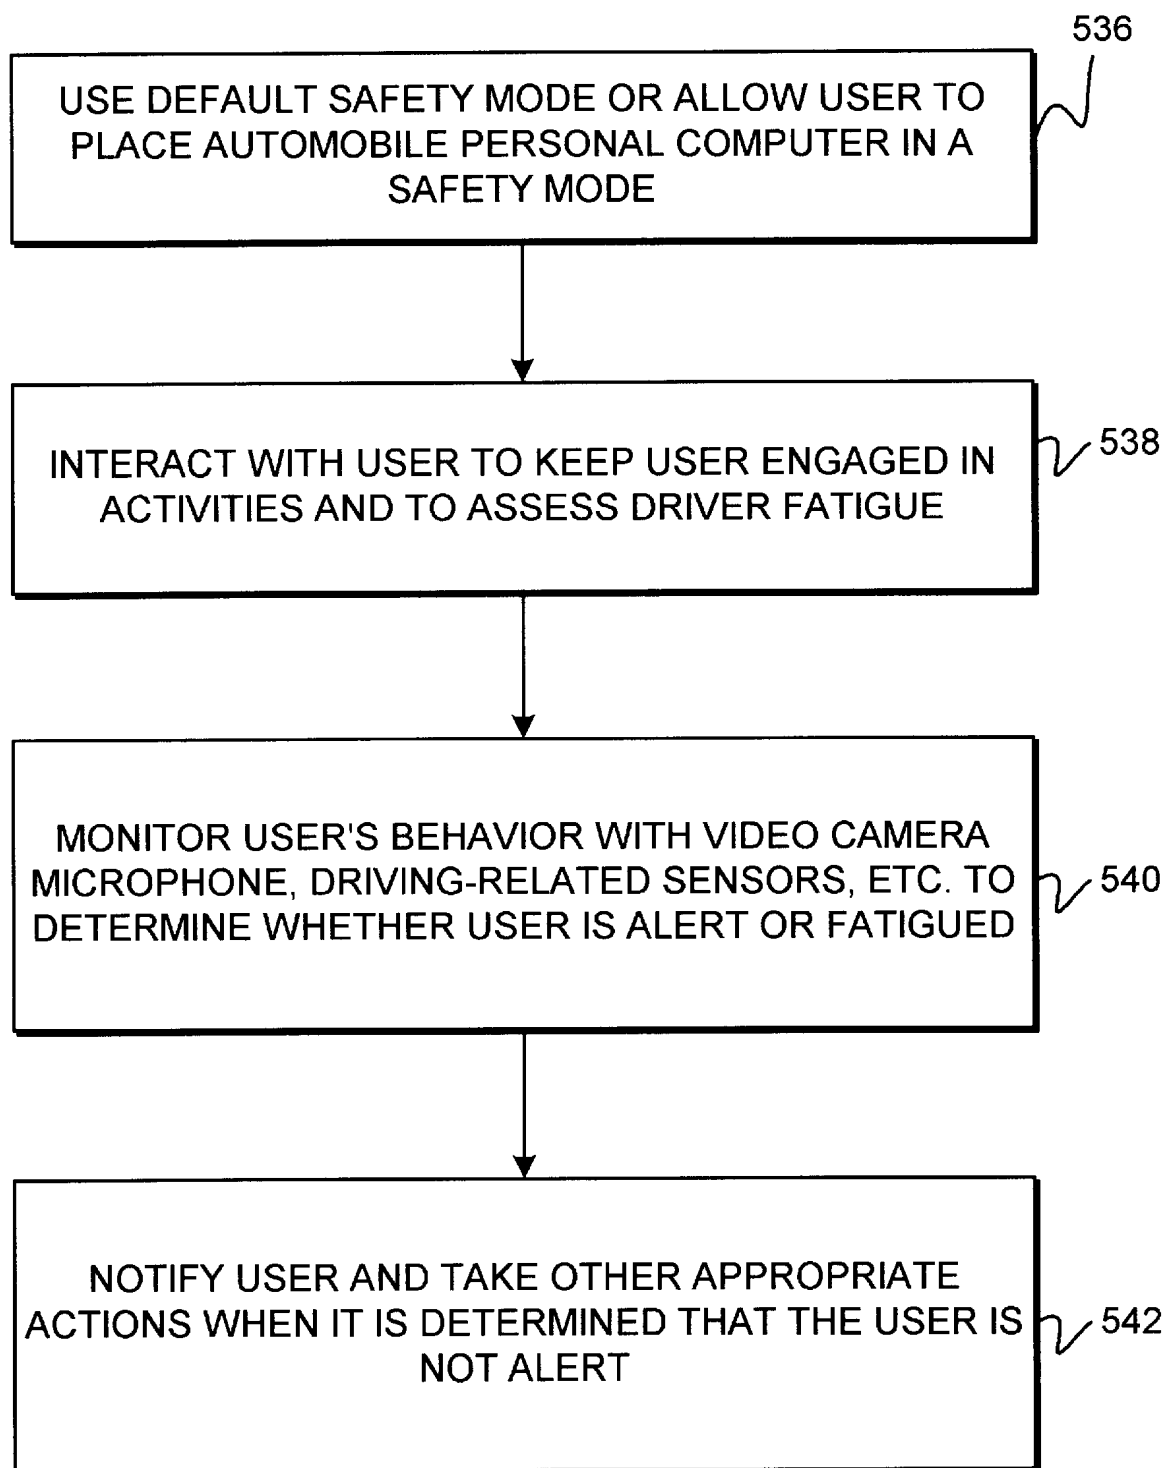 536
USE DEFAULT SAFETY MODE OR ALLOW USER TO
PLACE AUTOMOBILE PERSONAL COMPUTER IN A
SAFETY MODE
INTERACT WITH USER TO KEEP USER ENGAGED IN
ACTIVITIES AND TO ASSESS DRIVER FATIGUE
538
MONITOR USER'S BEHAVIOR WITH VIDEO CAMERA
MICROPHONE, DRIVING-RELATED SENSORS, ETC. TO
DETERMINE WHETHER USER IS ALERT OR FATIGUED
540
NOTIFY USER AND TAKE OTHER APPROPRIATE
ACTIONS WHEN IT IS DETERMINED THAT THE USER IS
NOT ALERT
542